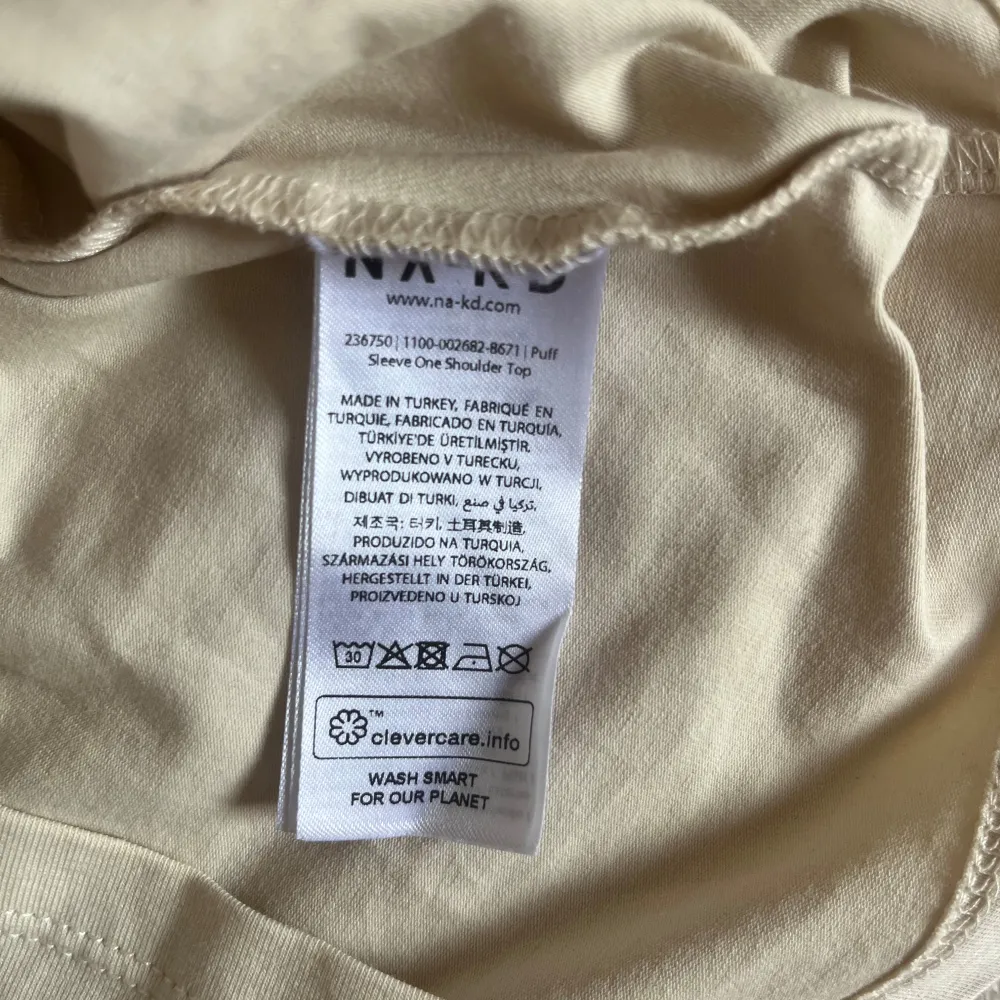 NA-KD
www.na-kd.com
236750 | 1100-002682-8671 | Puff
Sleeve One Shoulder Top
MADE IN TURKEY, FABRIQUÉ EN
TURQUIE, FABRICADO EN TURQUÍA,
TÜRKİYE'DE ÜRETİLMİŞTİR,
VYROBENO V TURECKU,
WYPRODUKOWANO W TURCJI,
DIBUAT DI TURKI, تركيا في صنع,
제조국: 터키, 土耳其制造,
PRODUZIDO NA TURQUIA,
SZÁRMAZÁSI HELY TÖRÖKORSZÁG,
HERGESTELLT IN DER TÜRKEI,
PROIZVEDENO U TURSKOJ
30
clevercare.info™
WASH SMART
FOR OUR PLANET